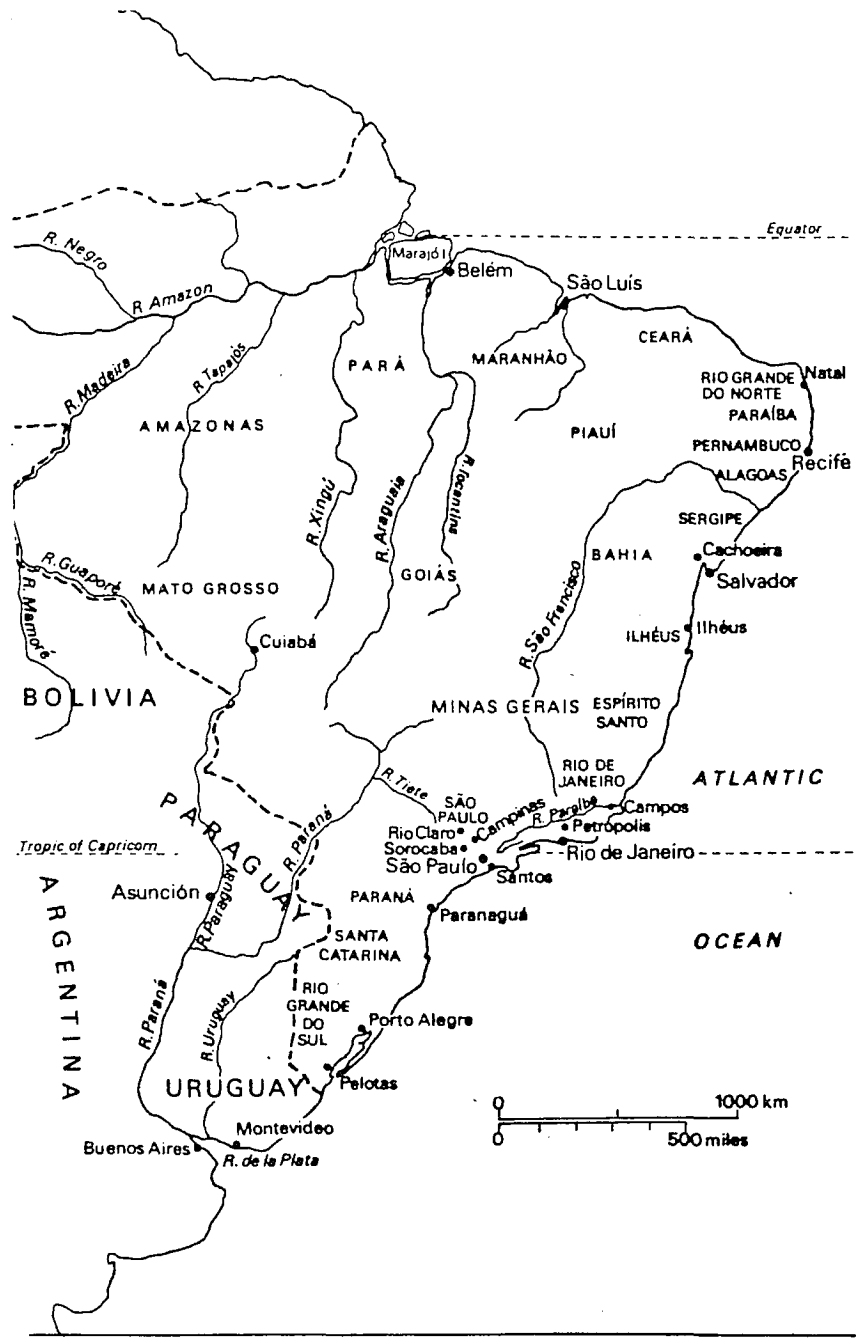 Equator
R. Negro
Marajó I
Belém
R. Amazon
São Luís
CEARÁ
MARANHÃO
PARÁ
R. Tapajós
R. Madeira
RIO GRANDE
DO NORTE
Natal
PARAÍBA
AMAZONAS
PIAUÍ
PERNAMBUCO
Recifé
ALAGOAS
R. Xingú
R. Araguaia
R. Tocantins
SERGIPE
BAHIA
Cachoeira
Salvador
R. Guaporé
R. Mamoré
MATO GROSSO
GOIÁS
R. São Francisco
ILHÉUS
Ilhéus
Cuiabá
BOLIVIA
MINAS GERAIS
ESPÍRITO
SANTO
RIO DE
JANEIRO
ATLANTIC
R. Tiete
SÃO
PAULO
Campinas
R. Paraíba
Campos
PARAGUAY
R. Paraná
Rio Claro
Petrópolis
Tropic of Capricorn
Sorocaba
Rio de Janeiro
São Paulo
Santos
Asunción
R. Paraguay
PARANÁ
Paranaguá
ARGENTINA
SANTA
CATARINA
OCEAN
R. Paraná
R. Uruguay
RIO
GRANDE
DO
SUL
Porto Alegre
URUGUAY
Pelotas
0 1000 km
0 500 miles
Montevideo
Buenos Aires
R. de la Plata